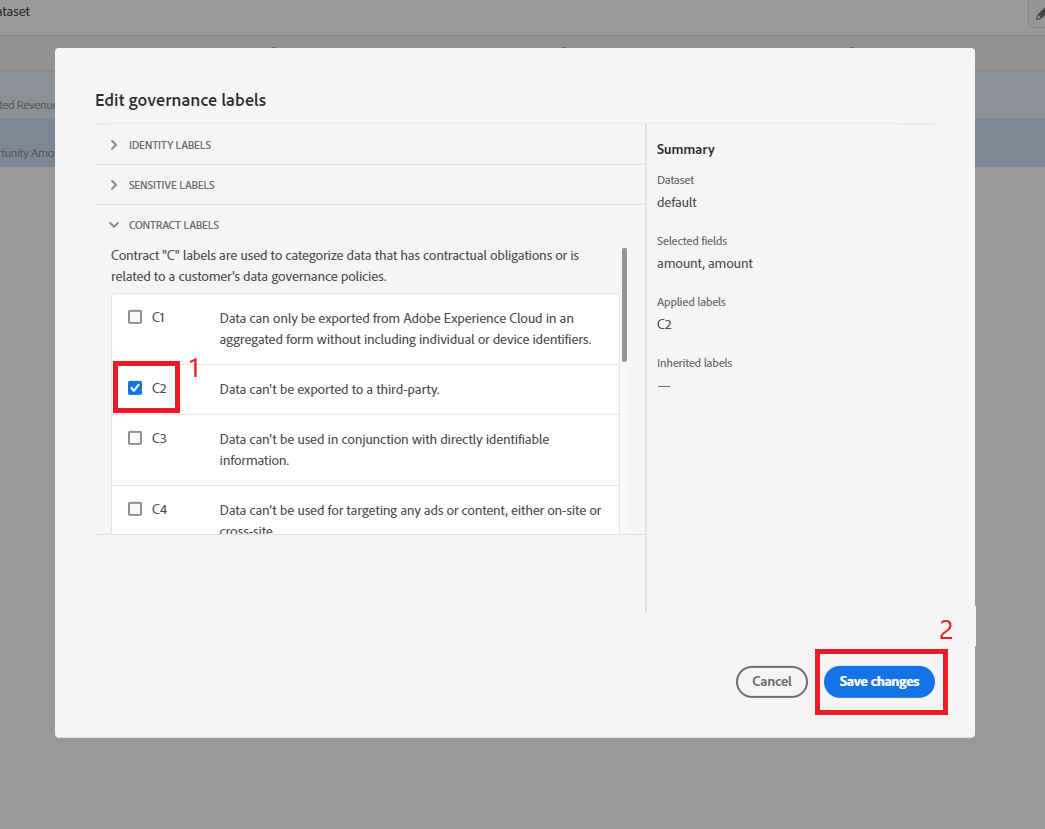 ataset
Edit governance labels
IDENTITY LABELS
SENSITIVE LABELS
CONTRACT LABELS
Contract "C" labels are used to categorize data that has contractual obligations or is
related to a customer's data governance policies.
C1
Data can only be exported from Adobe Experience Cloud in an
aggregated form without including individual or device identifiers.
1
C2
Data can't be exported to a third-party.
C3
Data can't be used in conjunction with directly identifiable
information.
C4
Data can't be used for targeting any ads or content, either on-site or
cross-site
Summary
Dataset
default
Selected fields
amount, amount
Applied labels
C2
Inherited labels
—
ted Revenue
rtunity Amo
2
Cancel
Save changes